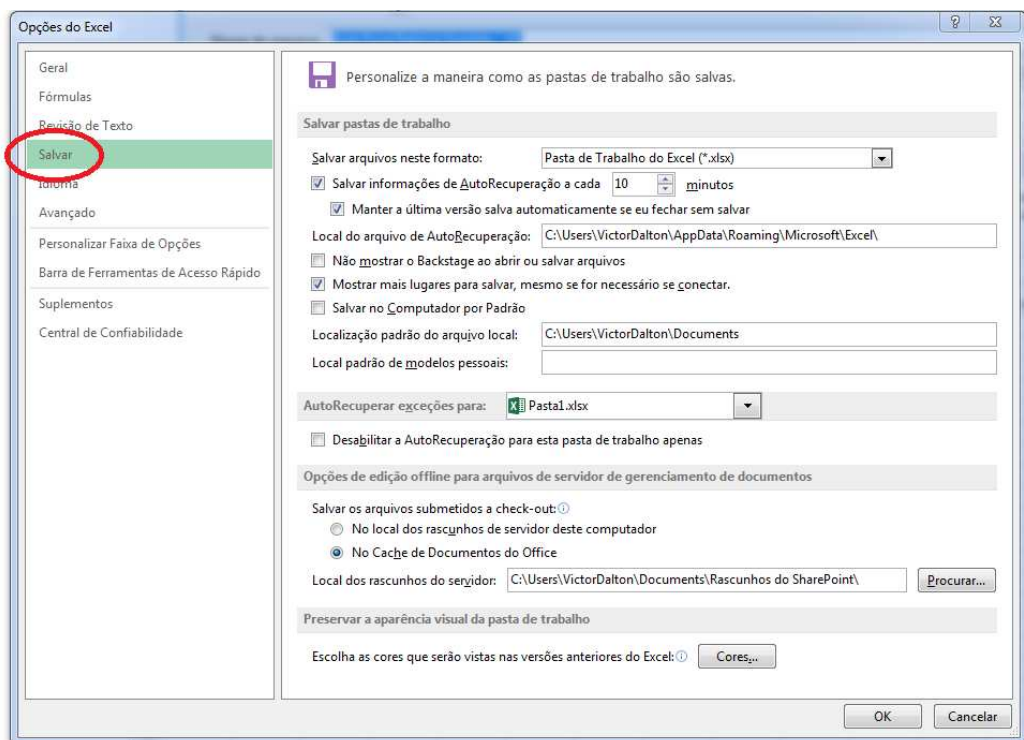 Opções do Excel
Geral
Fórmulas
Revisão de Texto
Salvar
Idioma
Avançado
Personalizar Faixa de Opções
Barra de Ferramentas de Acesso Rápido
Suplementos
Central de Confiabilidade
Personalize a maneira como as pastas de trabalho são salvas.
Salvar pastas de trabalho
Salvar arquivos neste formato: Pasta de Trabalho do Excel (*.xlsx)
Salvar informações de AutoRecuperação a cada 10 minutos
Manter a última versão salva automaticamente se eu fechar sem salvar
Local do arquivo de AutoRecuperação: C:\Users\VictorDalton\AppData\Roaming\Microsoft\Excel\
Não mostrar o Backstage ao abrir ou salvar arquivos
Mostrar mais lugares para salvar, mesmo se for necessário se conectar.
Salvar no Computador por Padrão
Localização padrão do arquivo local: C:\Users\VictorDalton\Documents
Local padrão de modelos pessoais:
AutoRecuperar exceções para: Pasta1.xlsx
Desabilitar a AutoRecuperação para esta pasta de trabalho apenas
Opções de edição offline para arquivos de servidor de gerenciamento de documentos
Salvar os arquivos submetidos a check-out:
No local dos rascunhos de servidor deste computador
No Cache de Documentos do Office
Local dos rascunhos do servidor: C:\Users\VictorDalton\Documents\Rascunhos do SharePoint\ Procurar...
Preservar a aparência visual da pasta de trabalho
Escolha as cores que serão vistas nas versões anteriores do Excel: Cores...
OK Cancelar